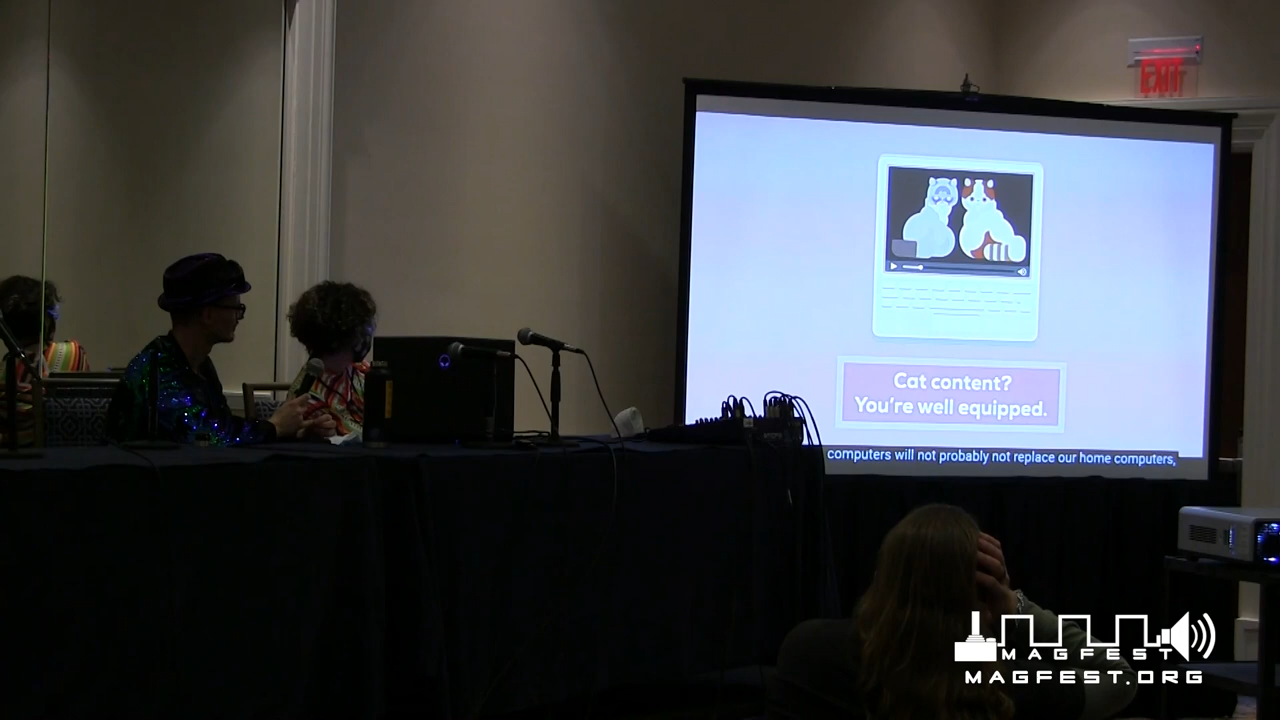 EXIT
Cat content?
You're well equipped.
computers will not probably not replace our home computers,
MAGFEST
MAGFEST.ORG